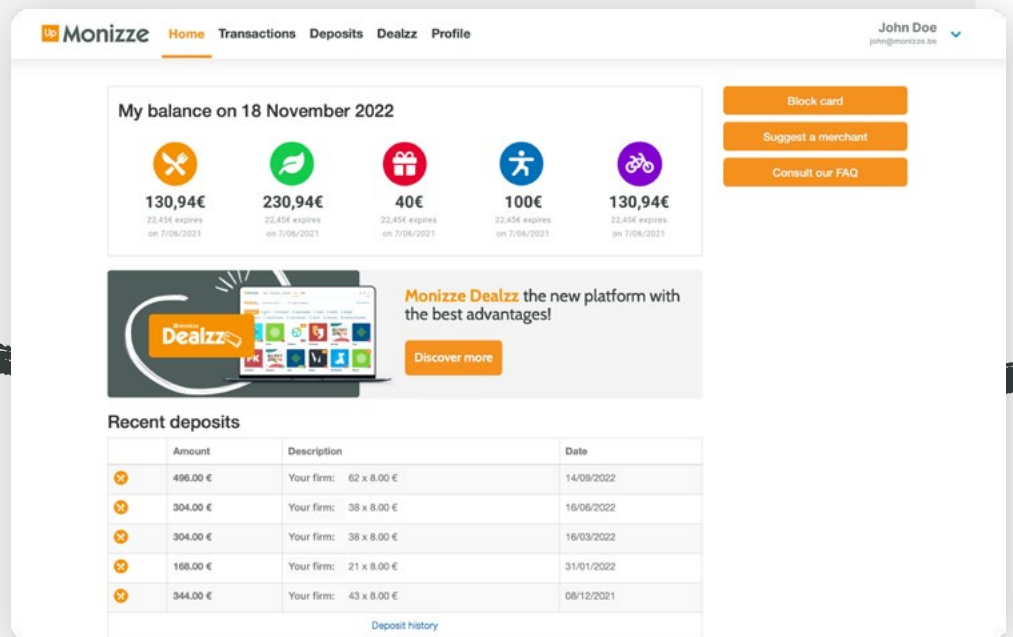 Up Monizze Home Transactions Deposits Dealzz Profile John Doe
john@monizze.be
My balance on 18 November 2022
130,94€ 230,94€ 40€ 100€ 130,94€
22,45€ expires 22,45€ expires 22,45€ expires 22,45€ expires 22,45€ expires
on 7/06/2021 on 7/06/2021 on 7/06/2021 on 7/06/2021 on 7/06/2021
Block card
Suggest a merchant
Consult our FAQ
Monizze
Dealzz
Monizze Dealzz the new platform with
the best advantages!
Discover more
Recent deposits
Amount Description Date
496.00 € Your firm: 62 x 8.00 € 14/09/2022
304.00 € Your firm: 38 x 8.00 € 16/06/2022
304.00 € Your firm: 38 x 8.00 € 16/03/2022
168.00 € Your firm: 21 x 8.00 € 31/01/2022
344.00 € Your firm: 43 x 8.00 € 08/12/2021
Deposit history